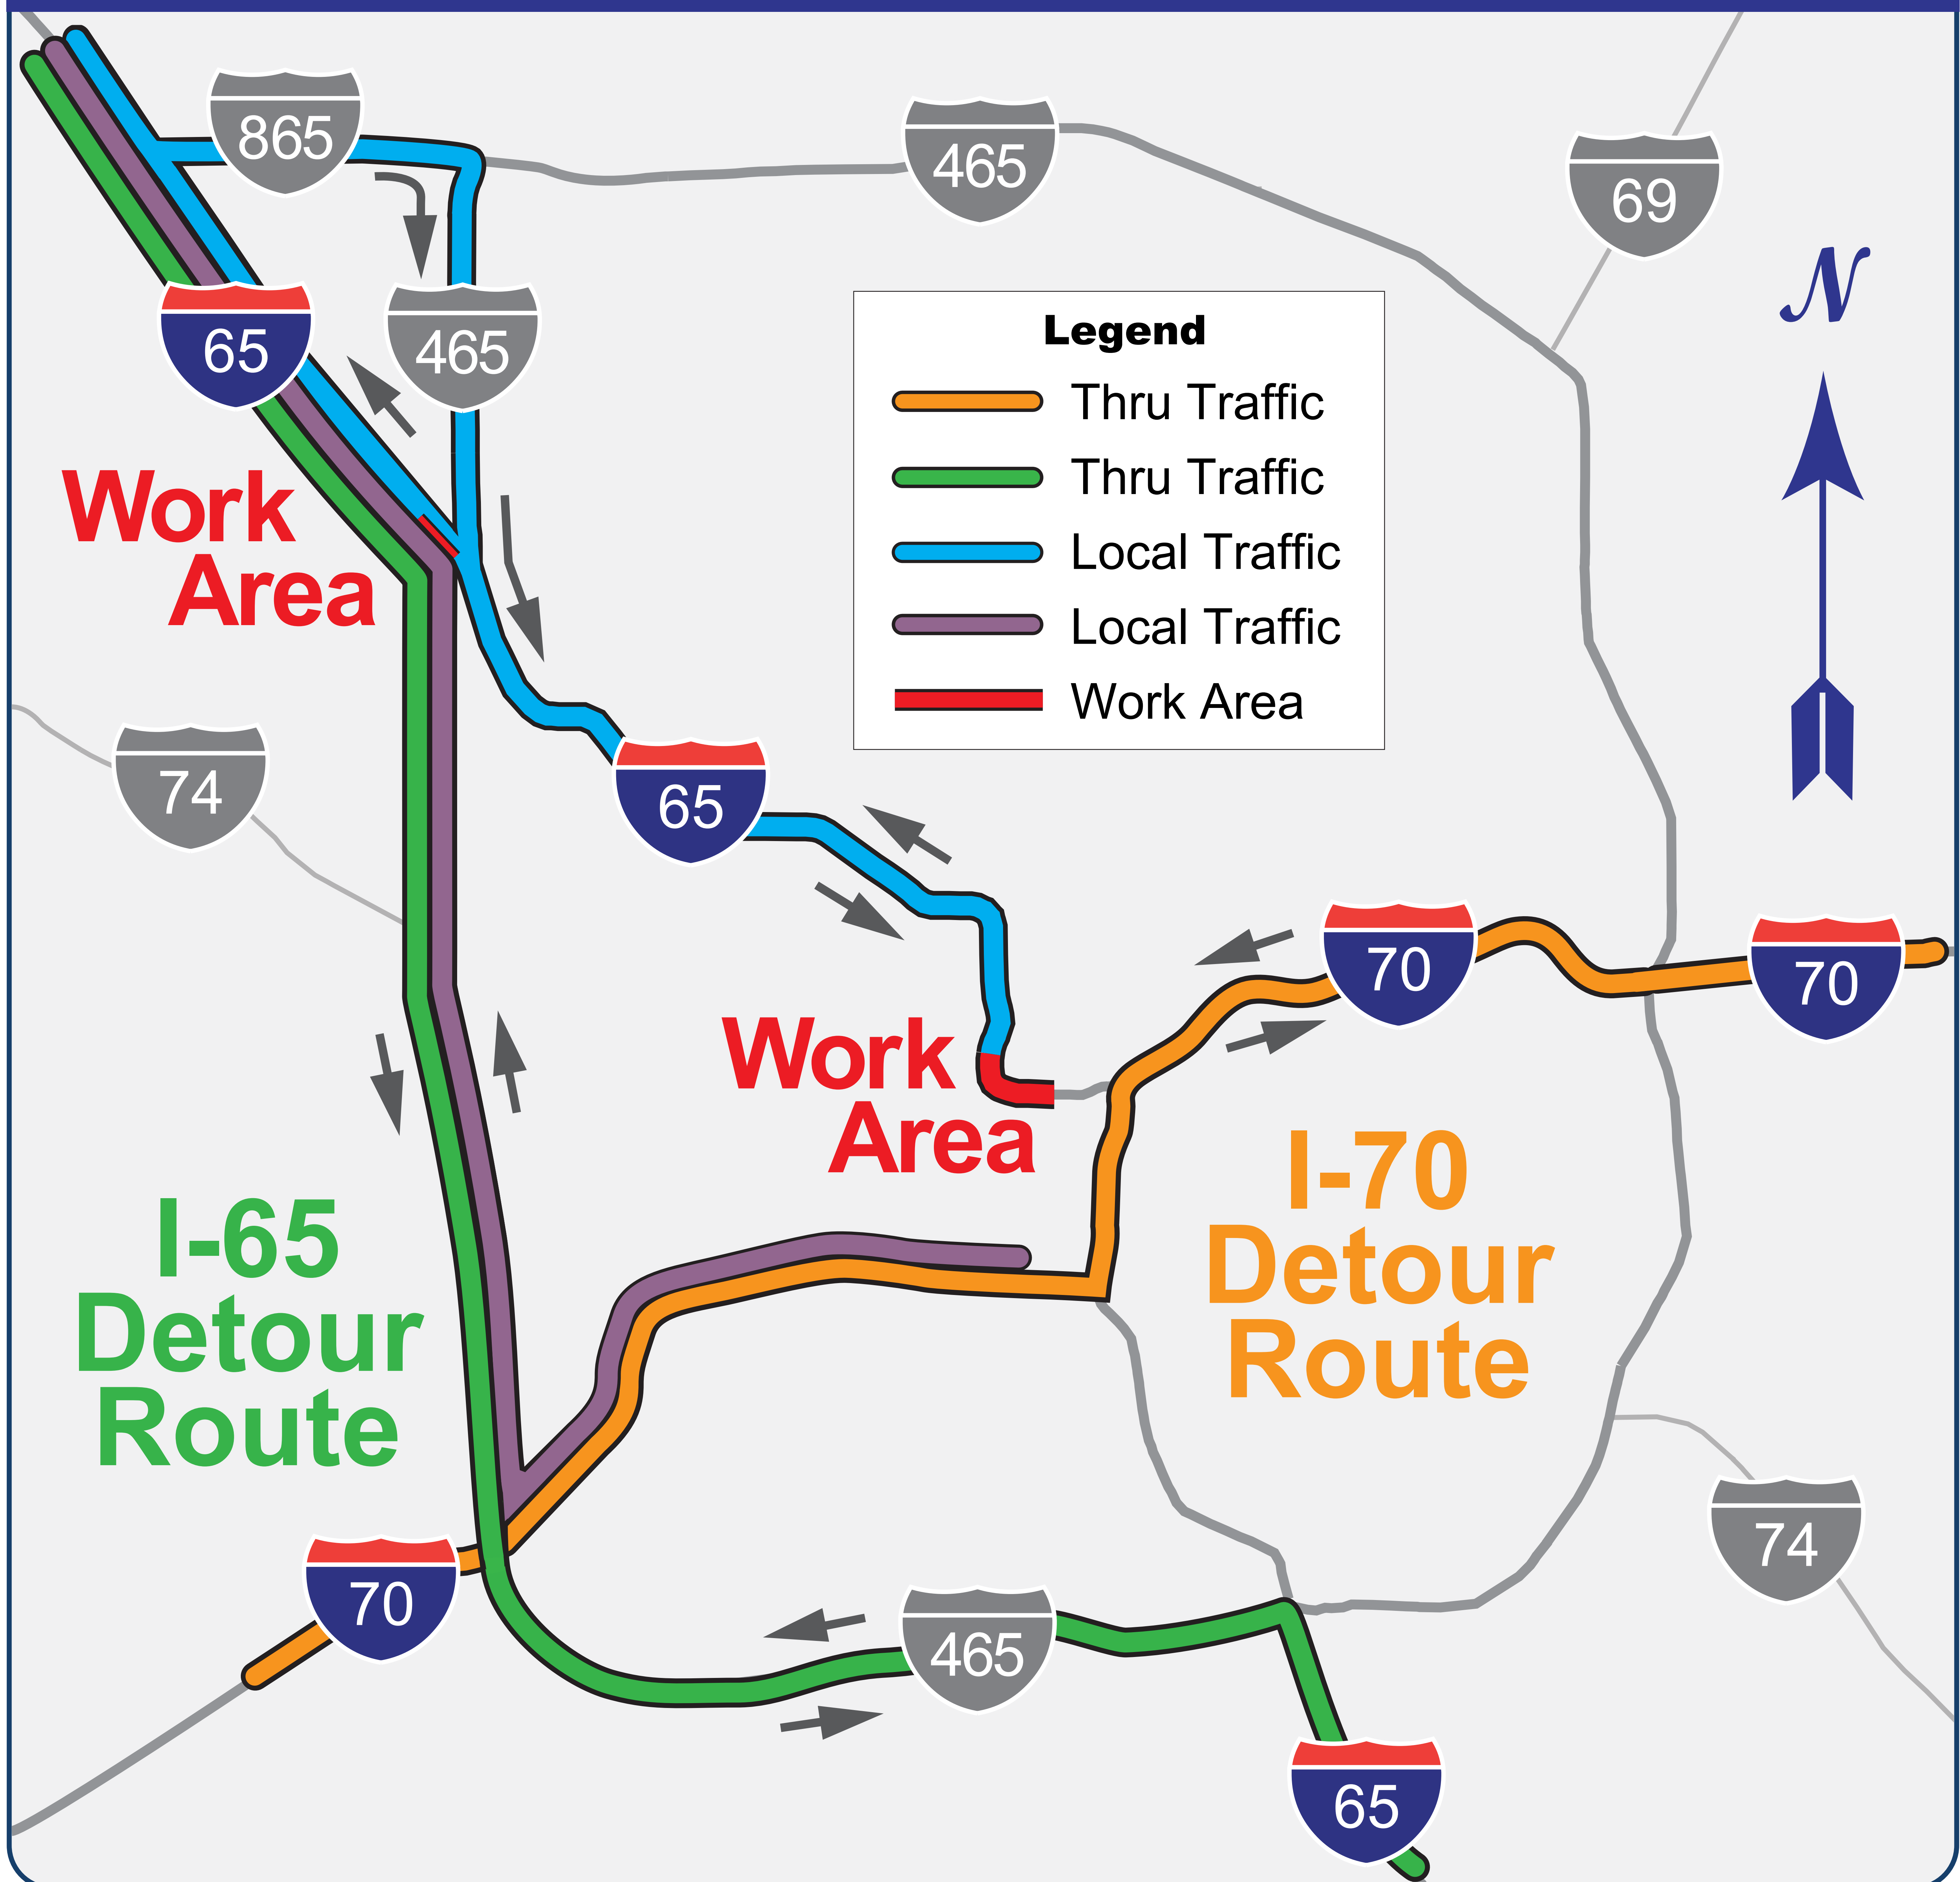 865
465
69
N
65
465
Legend
Thru Traffic
Thru Traffic
Local Traffic
Local Traffic
Work Area
Work
Area
74
65
70
70
Work
Area
I-70
Detour
Route
I-65
Detour
Route
74
70
465
65